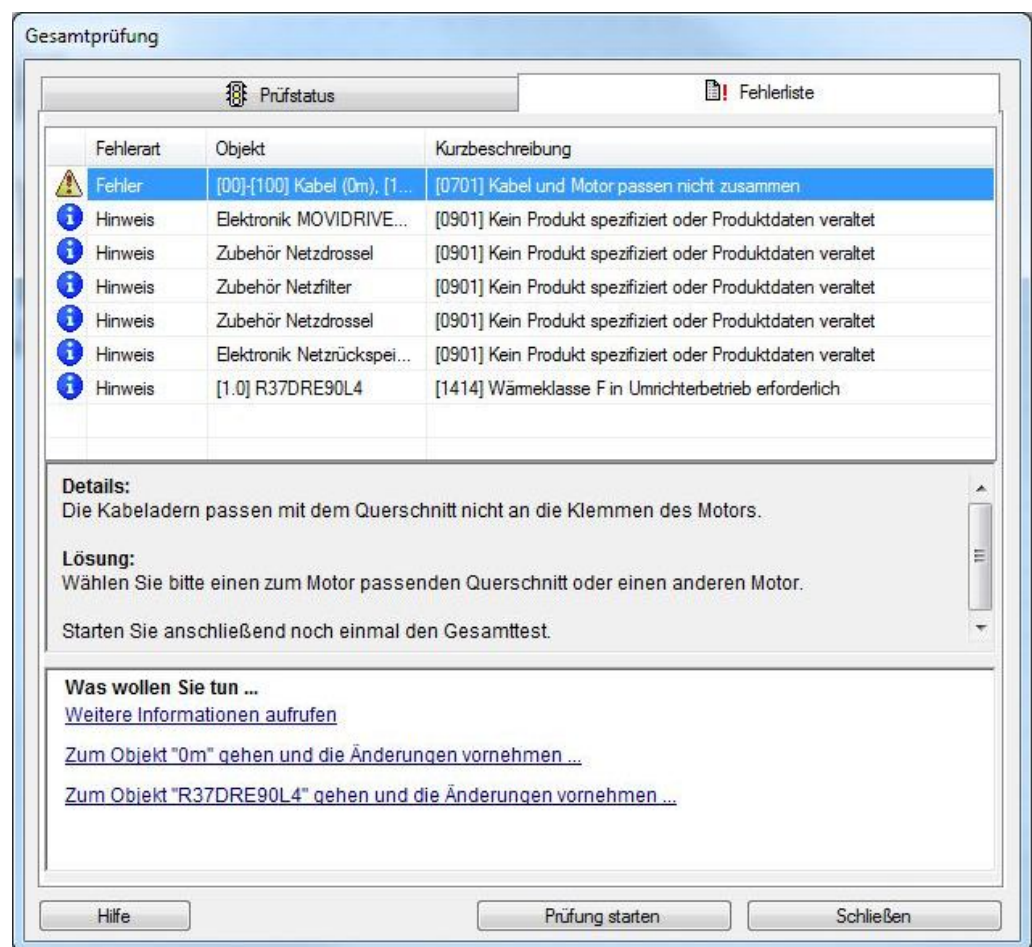 Gesamtprüfung
Prüfstatus
Fehlerliste
Fehlerart Objekt Kurzbeschreibung
Fehler [00]-[100] Kabel (0m), [1... [0701] Kabel und Motor passen nicht zusammen
Hinweis Elektronik MOVIDRIVE... [0901] Kein Produkt spezifiziert oder Produktdaten veraltet
Hinweis Zubehör Netzdrossel [0901] Kein Produkt spezifiziert oder Produktdaten veraltet
Hinweis Zubehör Netzfilter [0901] Kein Produkt spezifiziert oder Produktdaten veraltet
Hinweis Zubehör Netzdrossel [0901] Kein Produkt spezifiziert oder Produktdaten veraltet
Hinweis Elektronik Netzrückspei... [0901] Kein Produkt spezifiziert oder Produktdaten veraltet
Hinweis [1.0] R37DRE90L4 [1414] Wärmeklasse F in Umrichterbetrieb erforderlich
Details:
Die Kabeladern passen mit dem Querschnitt nicht an die Klemmen des Motors.
Lösung:
Wählen Sie bitte einen zum Motor passenden Querschnitt oder einen anderen Motor.
Starten Sie anschließend noch einmal den Gesamttest.
Was wollen Sie tun ...
Weitere Informationen aufrufen
Zum Objekt "0m" gehen und die Änderungen vornehmen ...
Zum Objekt "R37DRE90L4" gehen und die Änderungen vornehmen ...
Hilfe
Prüfung starten
Schließen